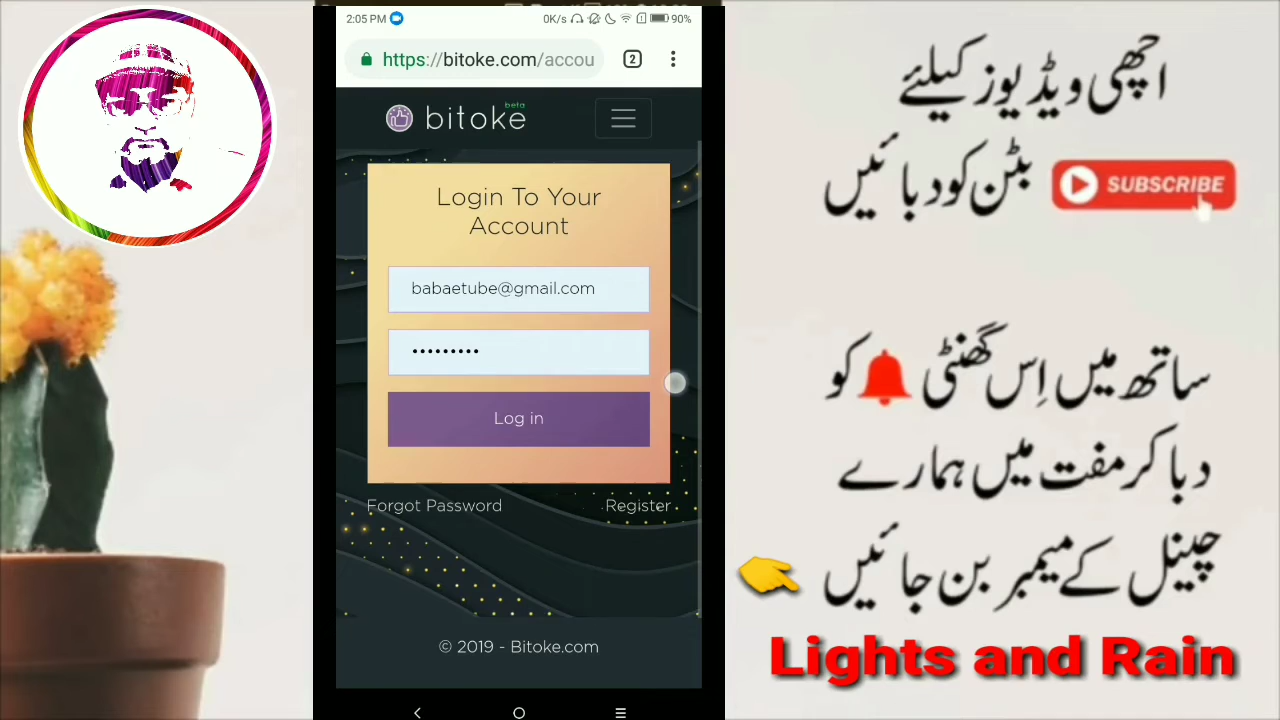 2:05 PM
0K/s
90%
https://bitoke.com/accou
2
bitoke
beta
Login To Your
Account
babaetube@gmail.com
•••••••••
Log in
Forgot Password
Register
© 2019 - Bitoke.com
اچھی ویڈیوز کیلئے
بٹن کو دبائیں
SUBSCRIBE
ساتھ میں اِس گھنٹی کو
دبا کر مفت میں ہمارے
چینل کے میمبر بن جائیں
Lights and Rain